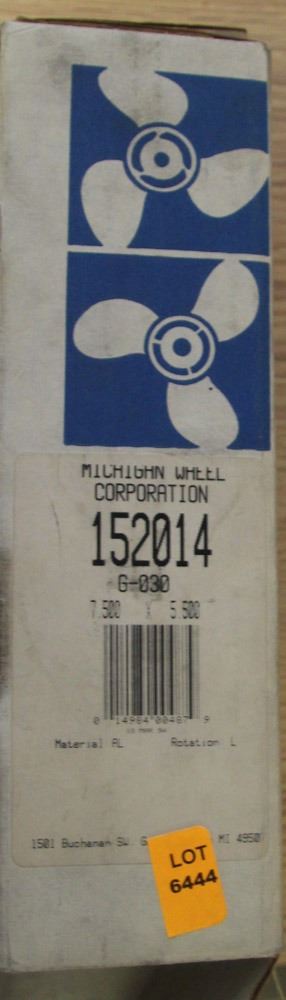 MICHIGAN WHEEL
CORPORATION
152014
G-030
7.500 X 5.500
0 14984 00487 9
Material AL Rotation L
1501 Buchanan SW. G MI 4950
LOT
6444